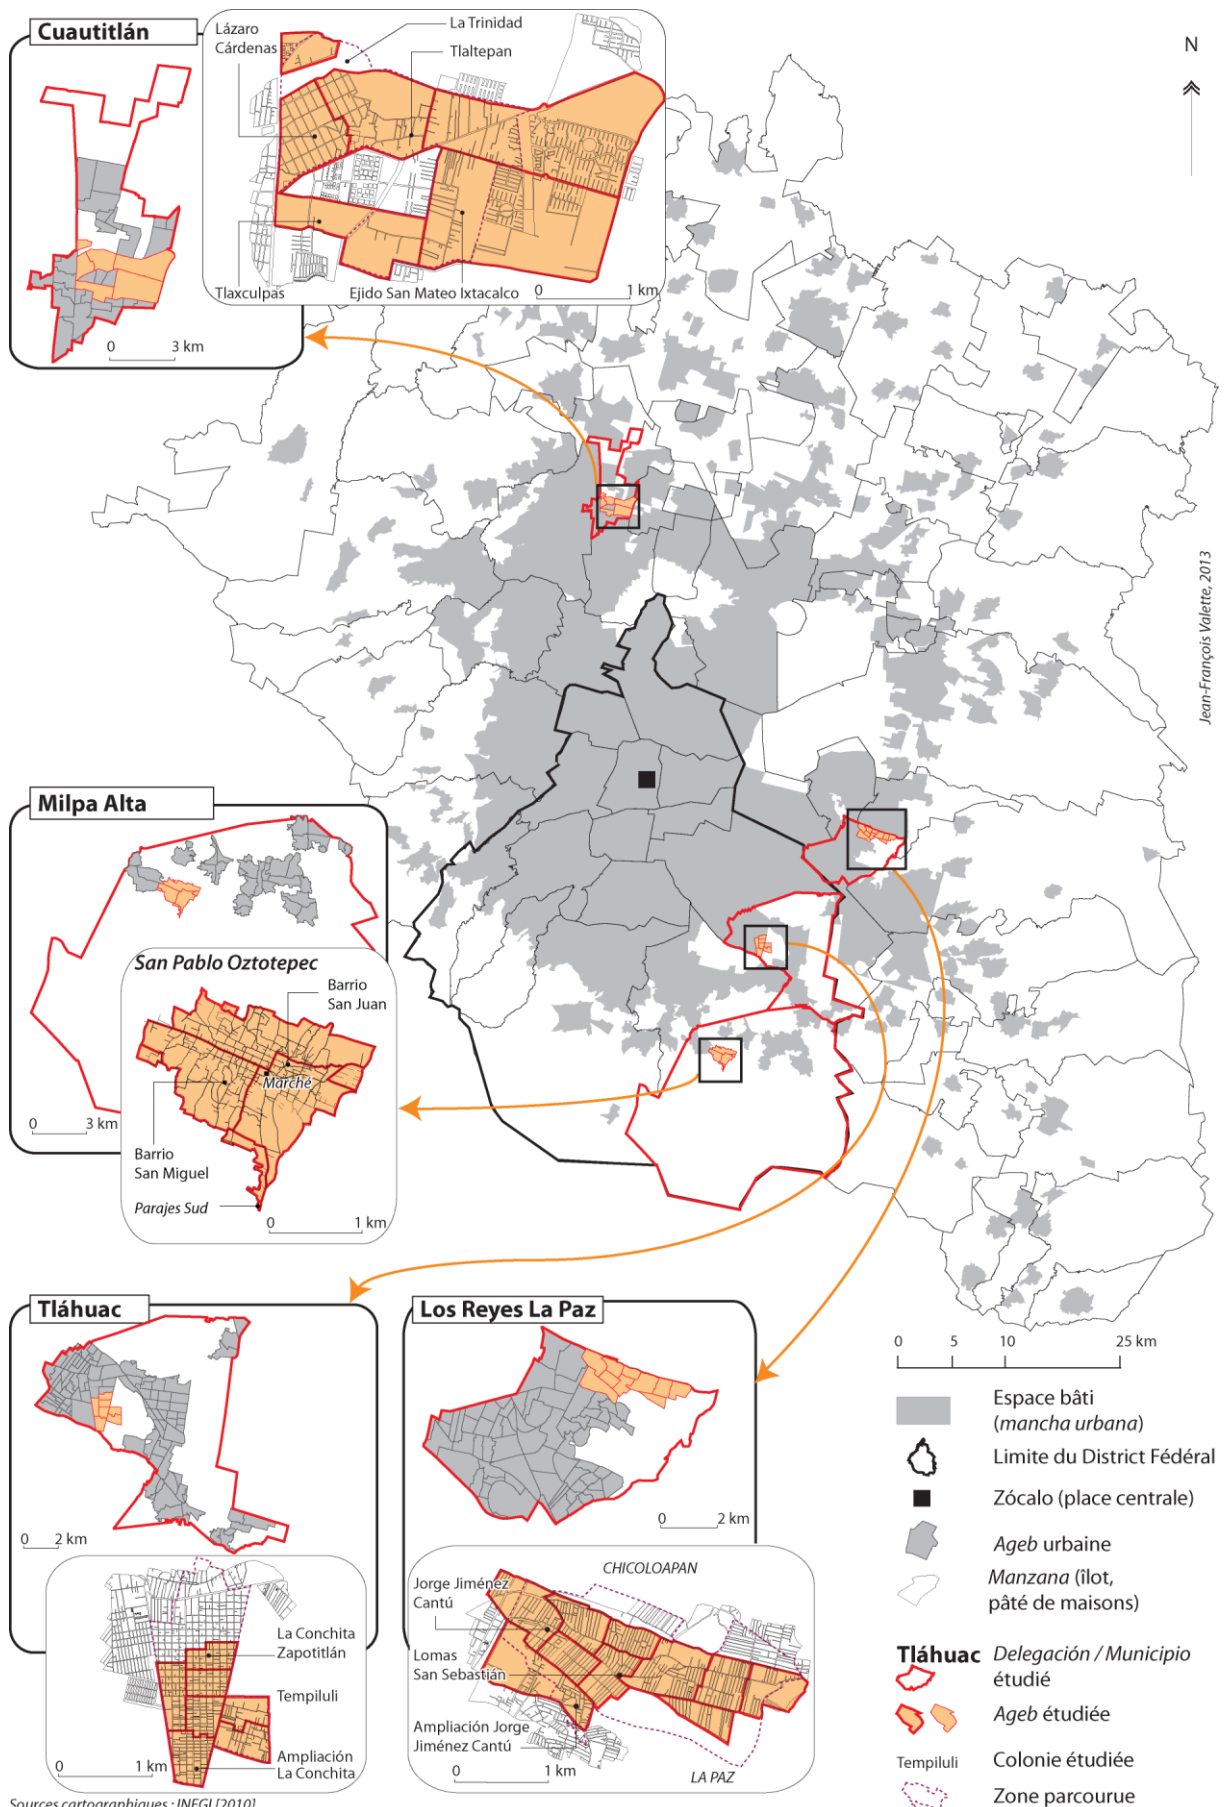 Cuautitlán
Lázaro
Cárdenas
La Trinidad
Tlaltepan
Tlaxculpas
Ejido San Mateo Ixtacalco
0 1 km
0 3 km
N
Jean-François Valette, 2013
Milpa Alta
San Pablo Oztotepec
Barrio
San Juan
Marché
0 3 km
Barrio
San Miguel
Parajes Sud
0 1 km
Tláhuac
0 2 km
La Conchita
Zapotitlán
Tempiluli
Ampliación
La Conchita
0 1 km
Los Reyes La Paz
0 2 km
CHICOLOAPAN
Jorge Jiménez
Cantú
Lomas
San Sebastián
Ampliación Jorge
Jiménez Cantú
0 1 km
LA PAZ
0 5 10 25 km
Espace bâti
(mancha urbana)
Limite du District Fédéral
Zócalo (place centrale)
Ageb urbaine
Manzana (îlot,
pâté de maisons)
Tláhuac Delegación / Municipio
étudié
Ageb étudiée
Tempiluli Colonie étudiée
Zone parcourue
Sources cartographiques : INEGI [2010]